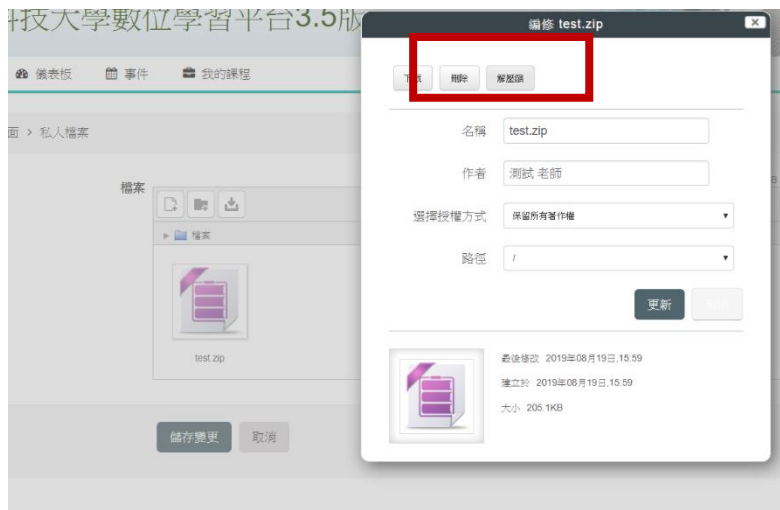 科技大學數位學習平台3.5版
編修 test.zip
儀表板 事件 我的課程
刪除 解壓縮
面 › 私人檔案
名稱 test.zip
作者 測試 老師
檔案
選擇授權方式 保留所有著作權
檔案
路徑 /
更新
test.zip
最後修改 2019年08月19日,15:59
建立於 2019年08月19日,15:59
大小 205.1KB
儲存變更 取消